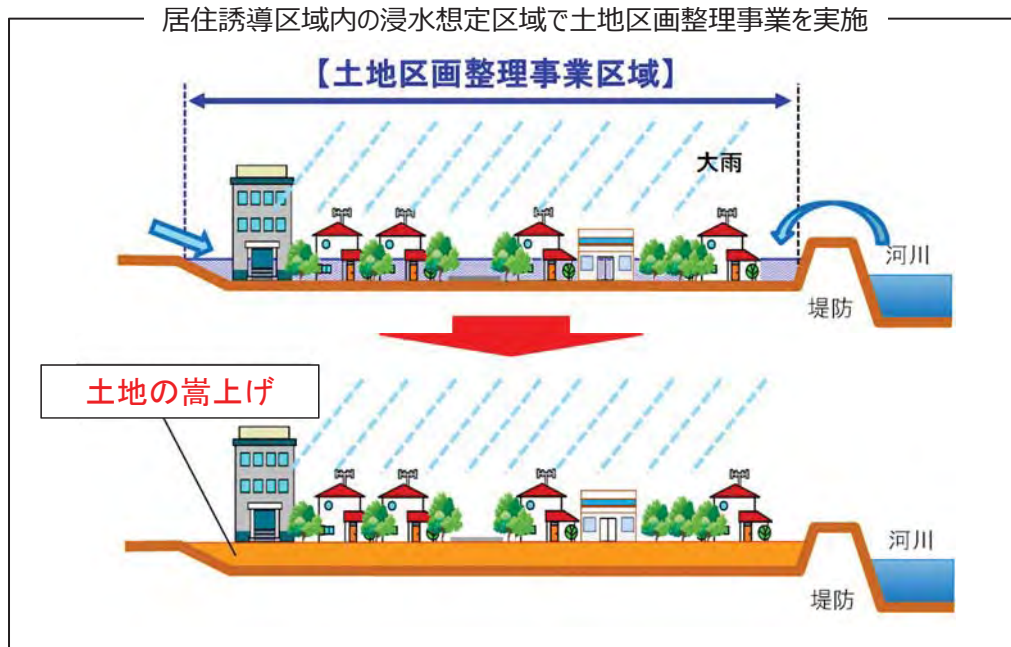 居住誘導区域内の浸水想定区域で土地区画整理事業を実施
【土地区画整理事業区域】
大雨
河川
堤防
土地の嵩上げ
河川
堤防